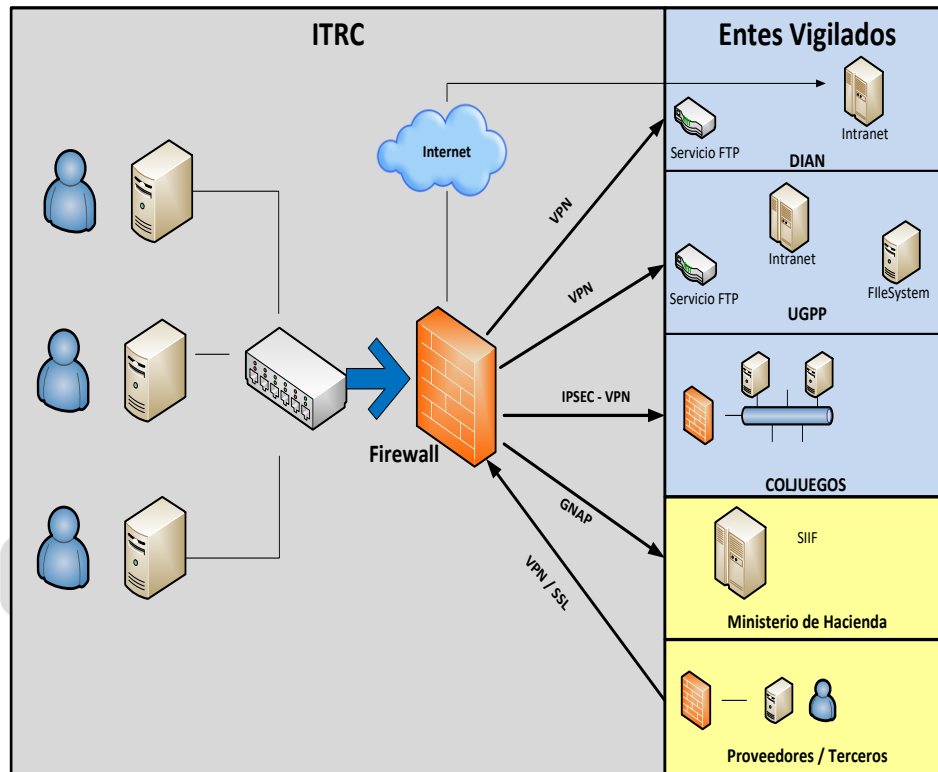 ITRC
Entes Vigilados
Internet
Intranet
Servicio FTP
DIAN
VPN
Intranet
VPN
Servicio FTP
FIleSystem
UGPP
IPSEC - VPN
Firewall
COLJUEGOS
GNAP
SIIF
VPN / SSL
Ministerio de Hacienda
Proveedores / Terceros